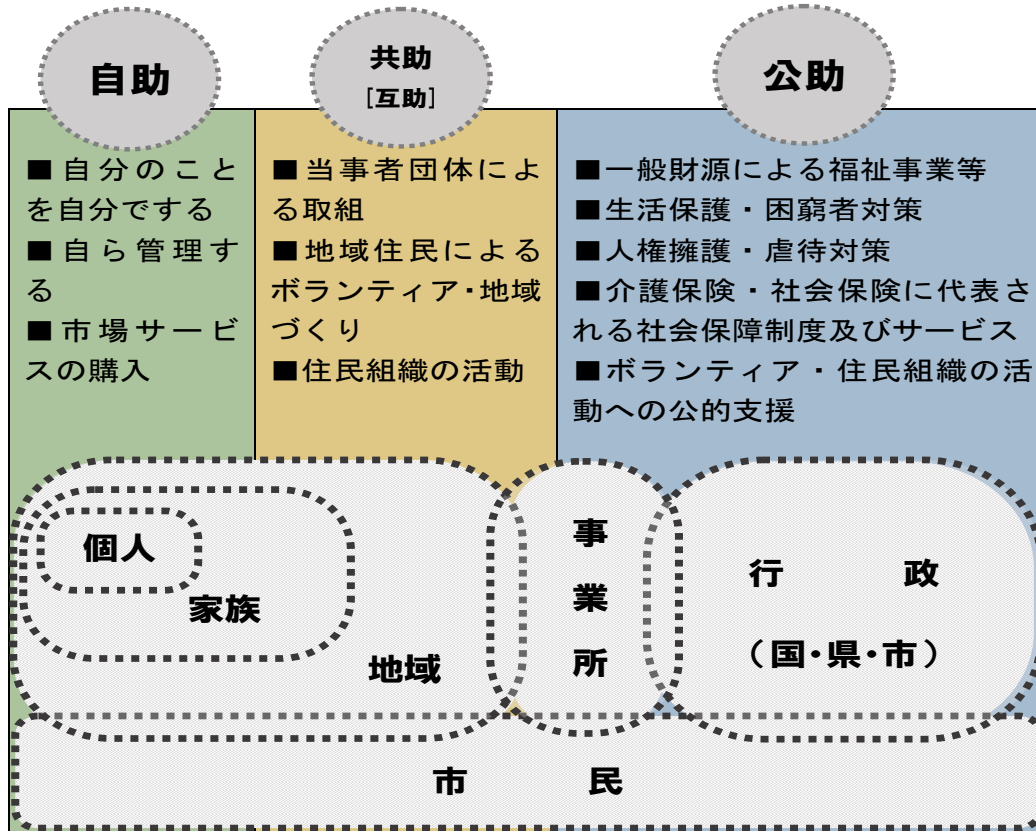 自助
共助
[互助]
公助
■自分のこと
を自分でする
■自ら管理す
る
■市場サービ
スの購入
■当事者団体によ
る取組
■地域住民による
ボランティア・地域
づくり
■住民組織の活動
■一般財源による福祉事業等
■生活保護・困窮者対策
■人権擁護・虐待対策
■介護保険・社会保険に代表さ
れる社会保障制度及びサービス
■ボランティア・住民組織の活
動への公的支援
個人
家族
地域
事
業
所
行政
（国・県・市）
市民